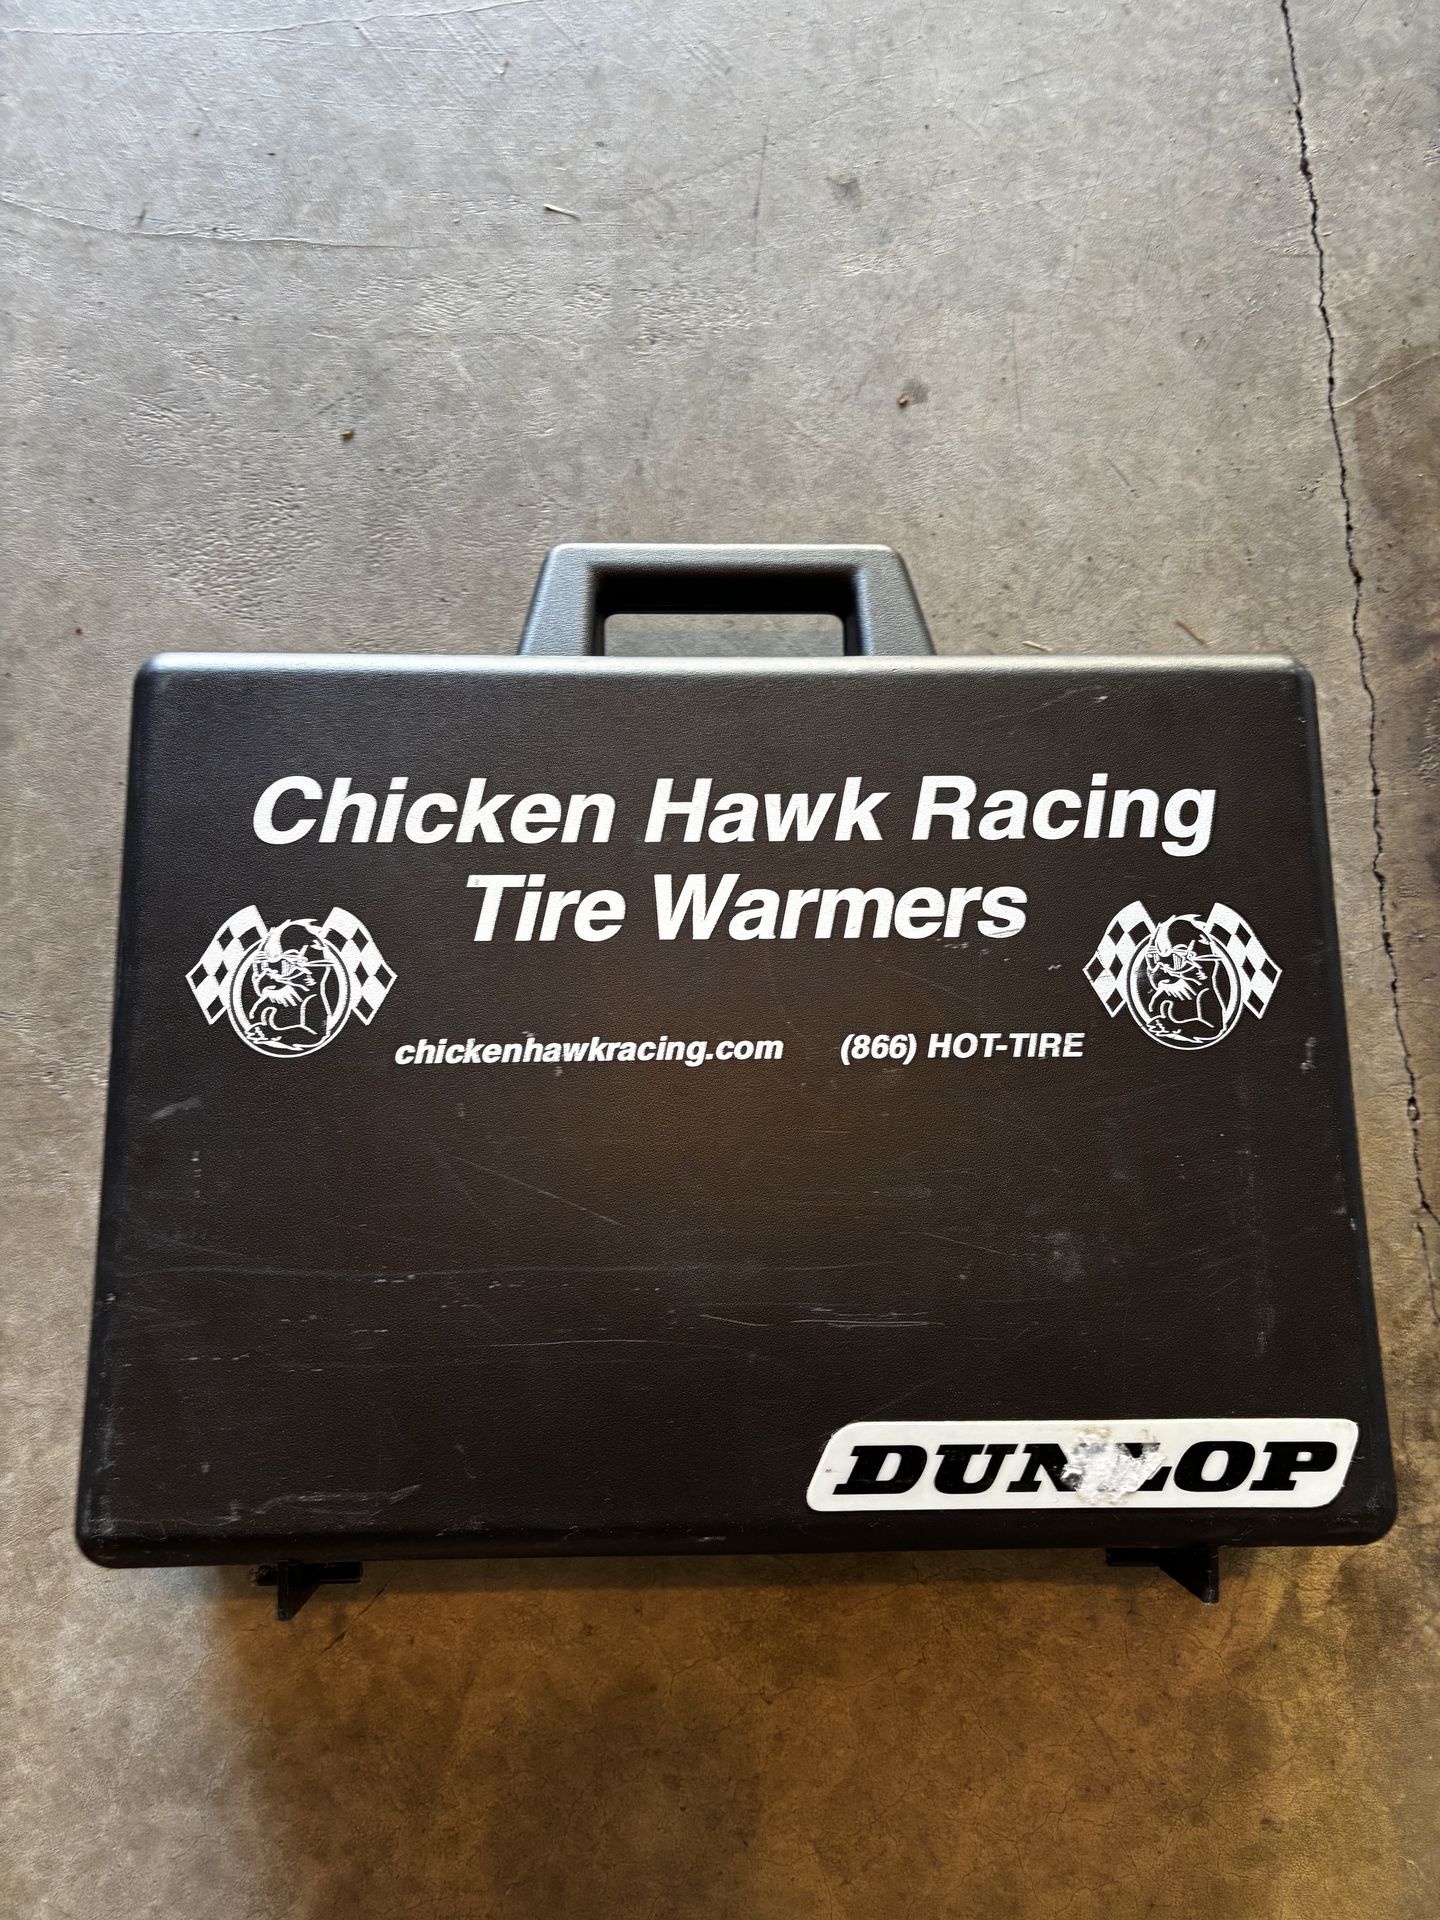 Chicken Hawk Racing
Tire Warmers
chickenhawkracing.com (866) HOT-TIRE
DUNLOP